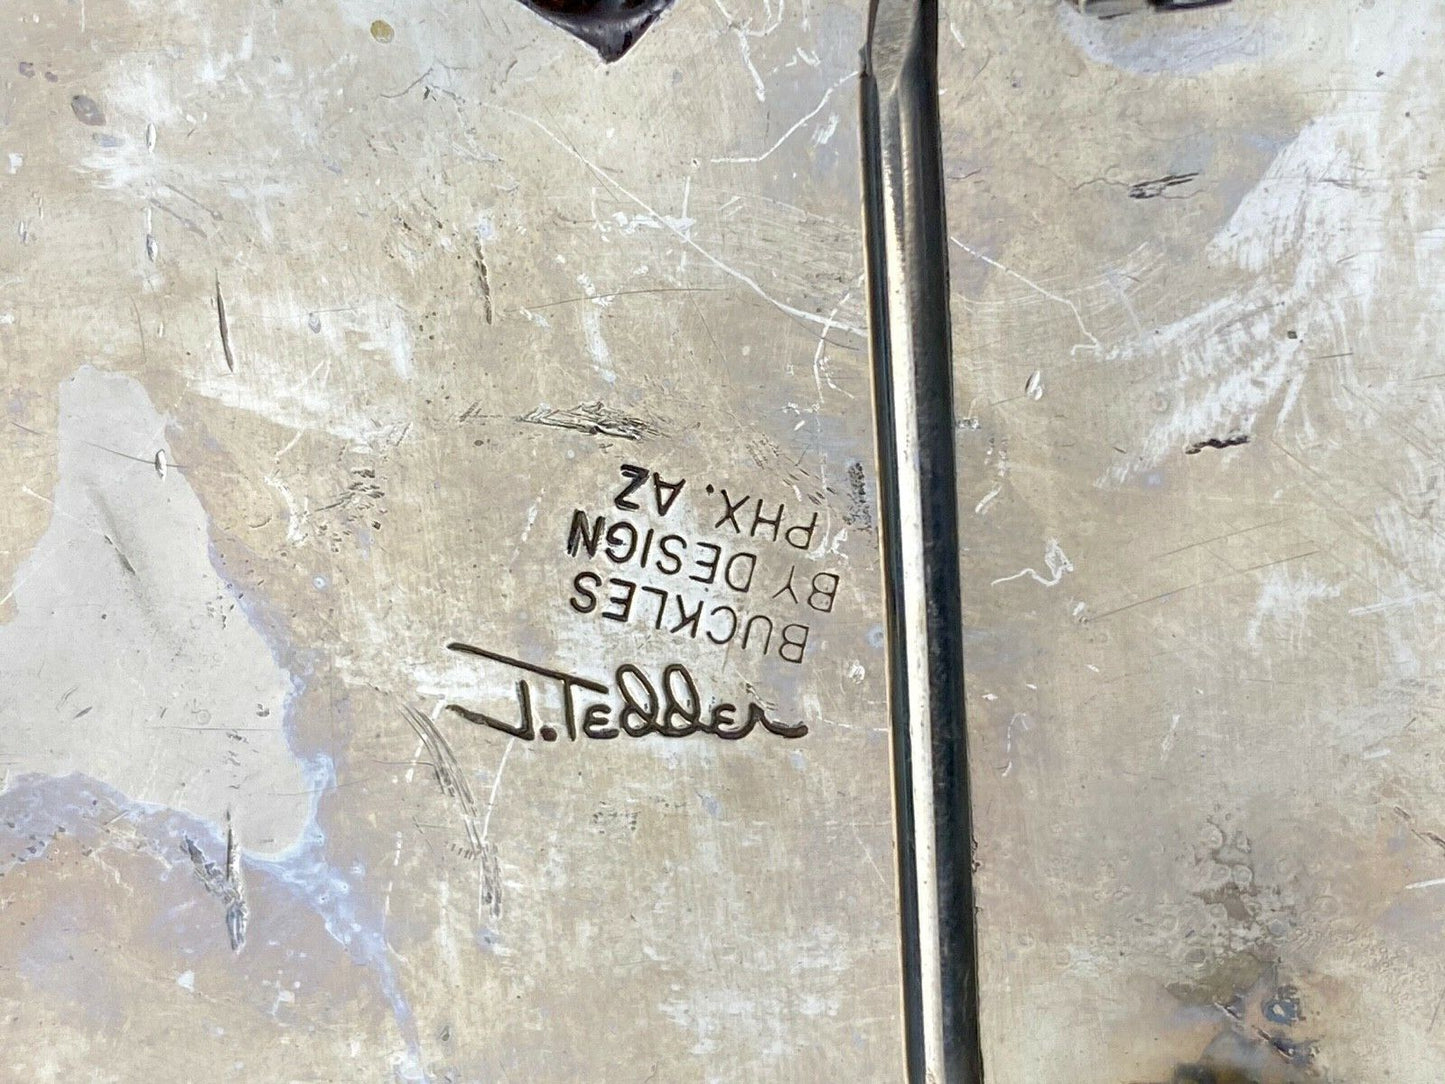 J.Tedder
BUCKLES
BY DESIGN
PHX. AZ